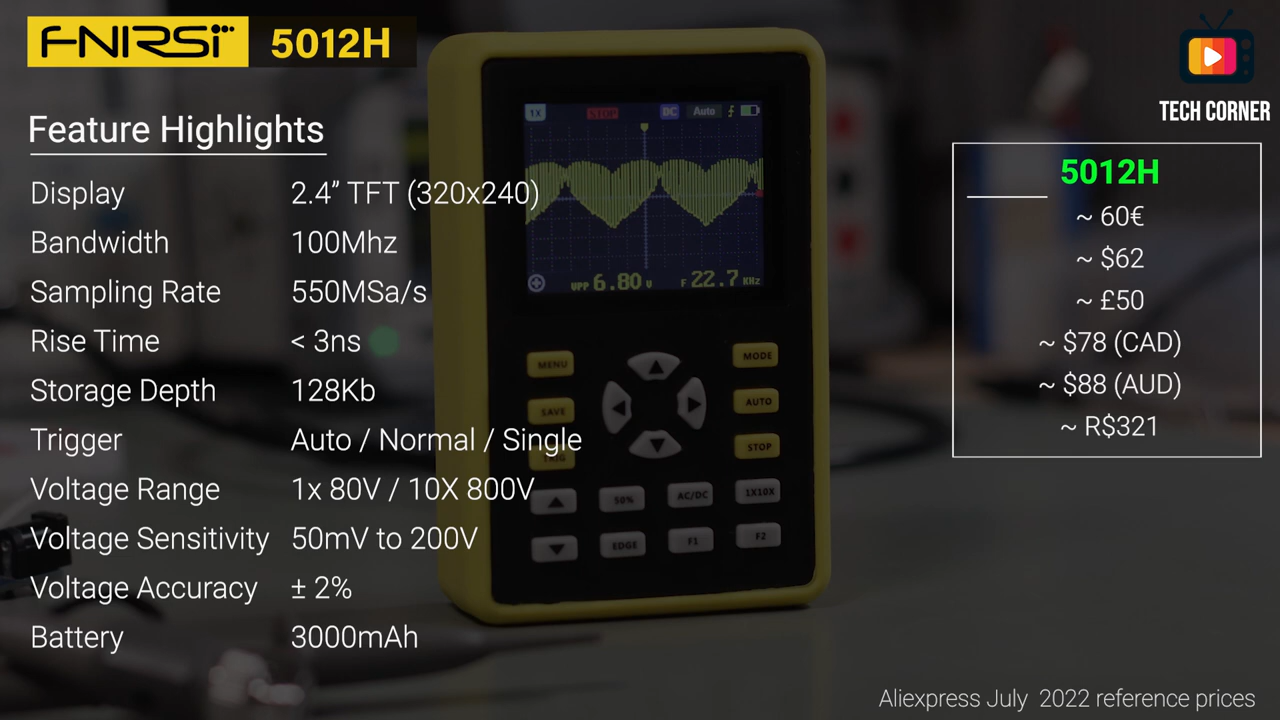 FNIRSI 5012H
TECH CORNER
Feature Highlights
Display 2.4” TFT (320x240)
Bandwidth 100Mhz
Sampling Rate 550MSa/s
Rise Time < 3ns
Storage Depth 128Kb
Trigger Auto / Normal / Single
Voltage Range 1x 80V / 10X 800V
Voltage Sensitivity 50mV to 200V
Voltage Accuracy ± 2%
Battery 3000mAh
1X STOP DC Auto
VPP 6.80 V F 22.7 KHz
MENU MODE
SAVE AUTO
TRIG STOP
50% AC/DC 1X10X
EDGE F1 F2
5012H
~ 60€
~ $62
~ £50
~ $78 (CAD)
~ $88 (AUD)
~ R$321
Aliexpress July 2022 reference prices